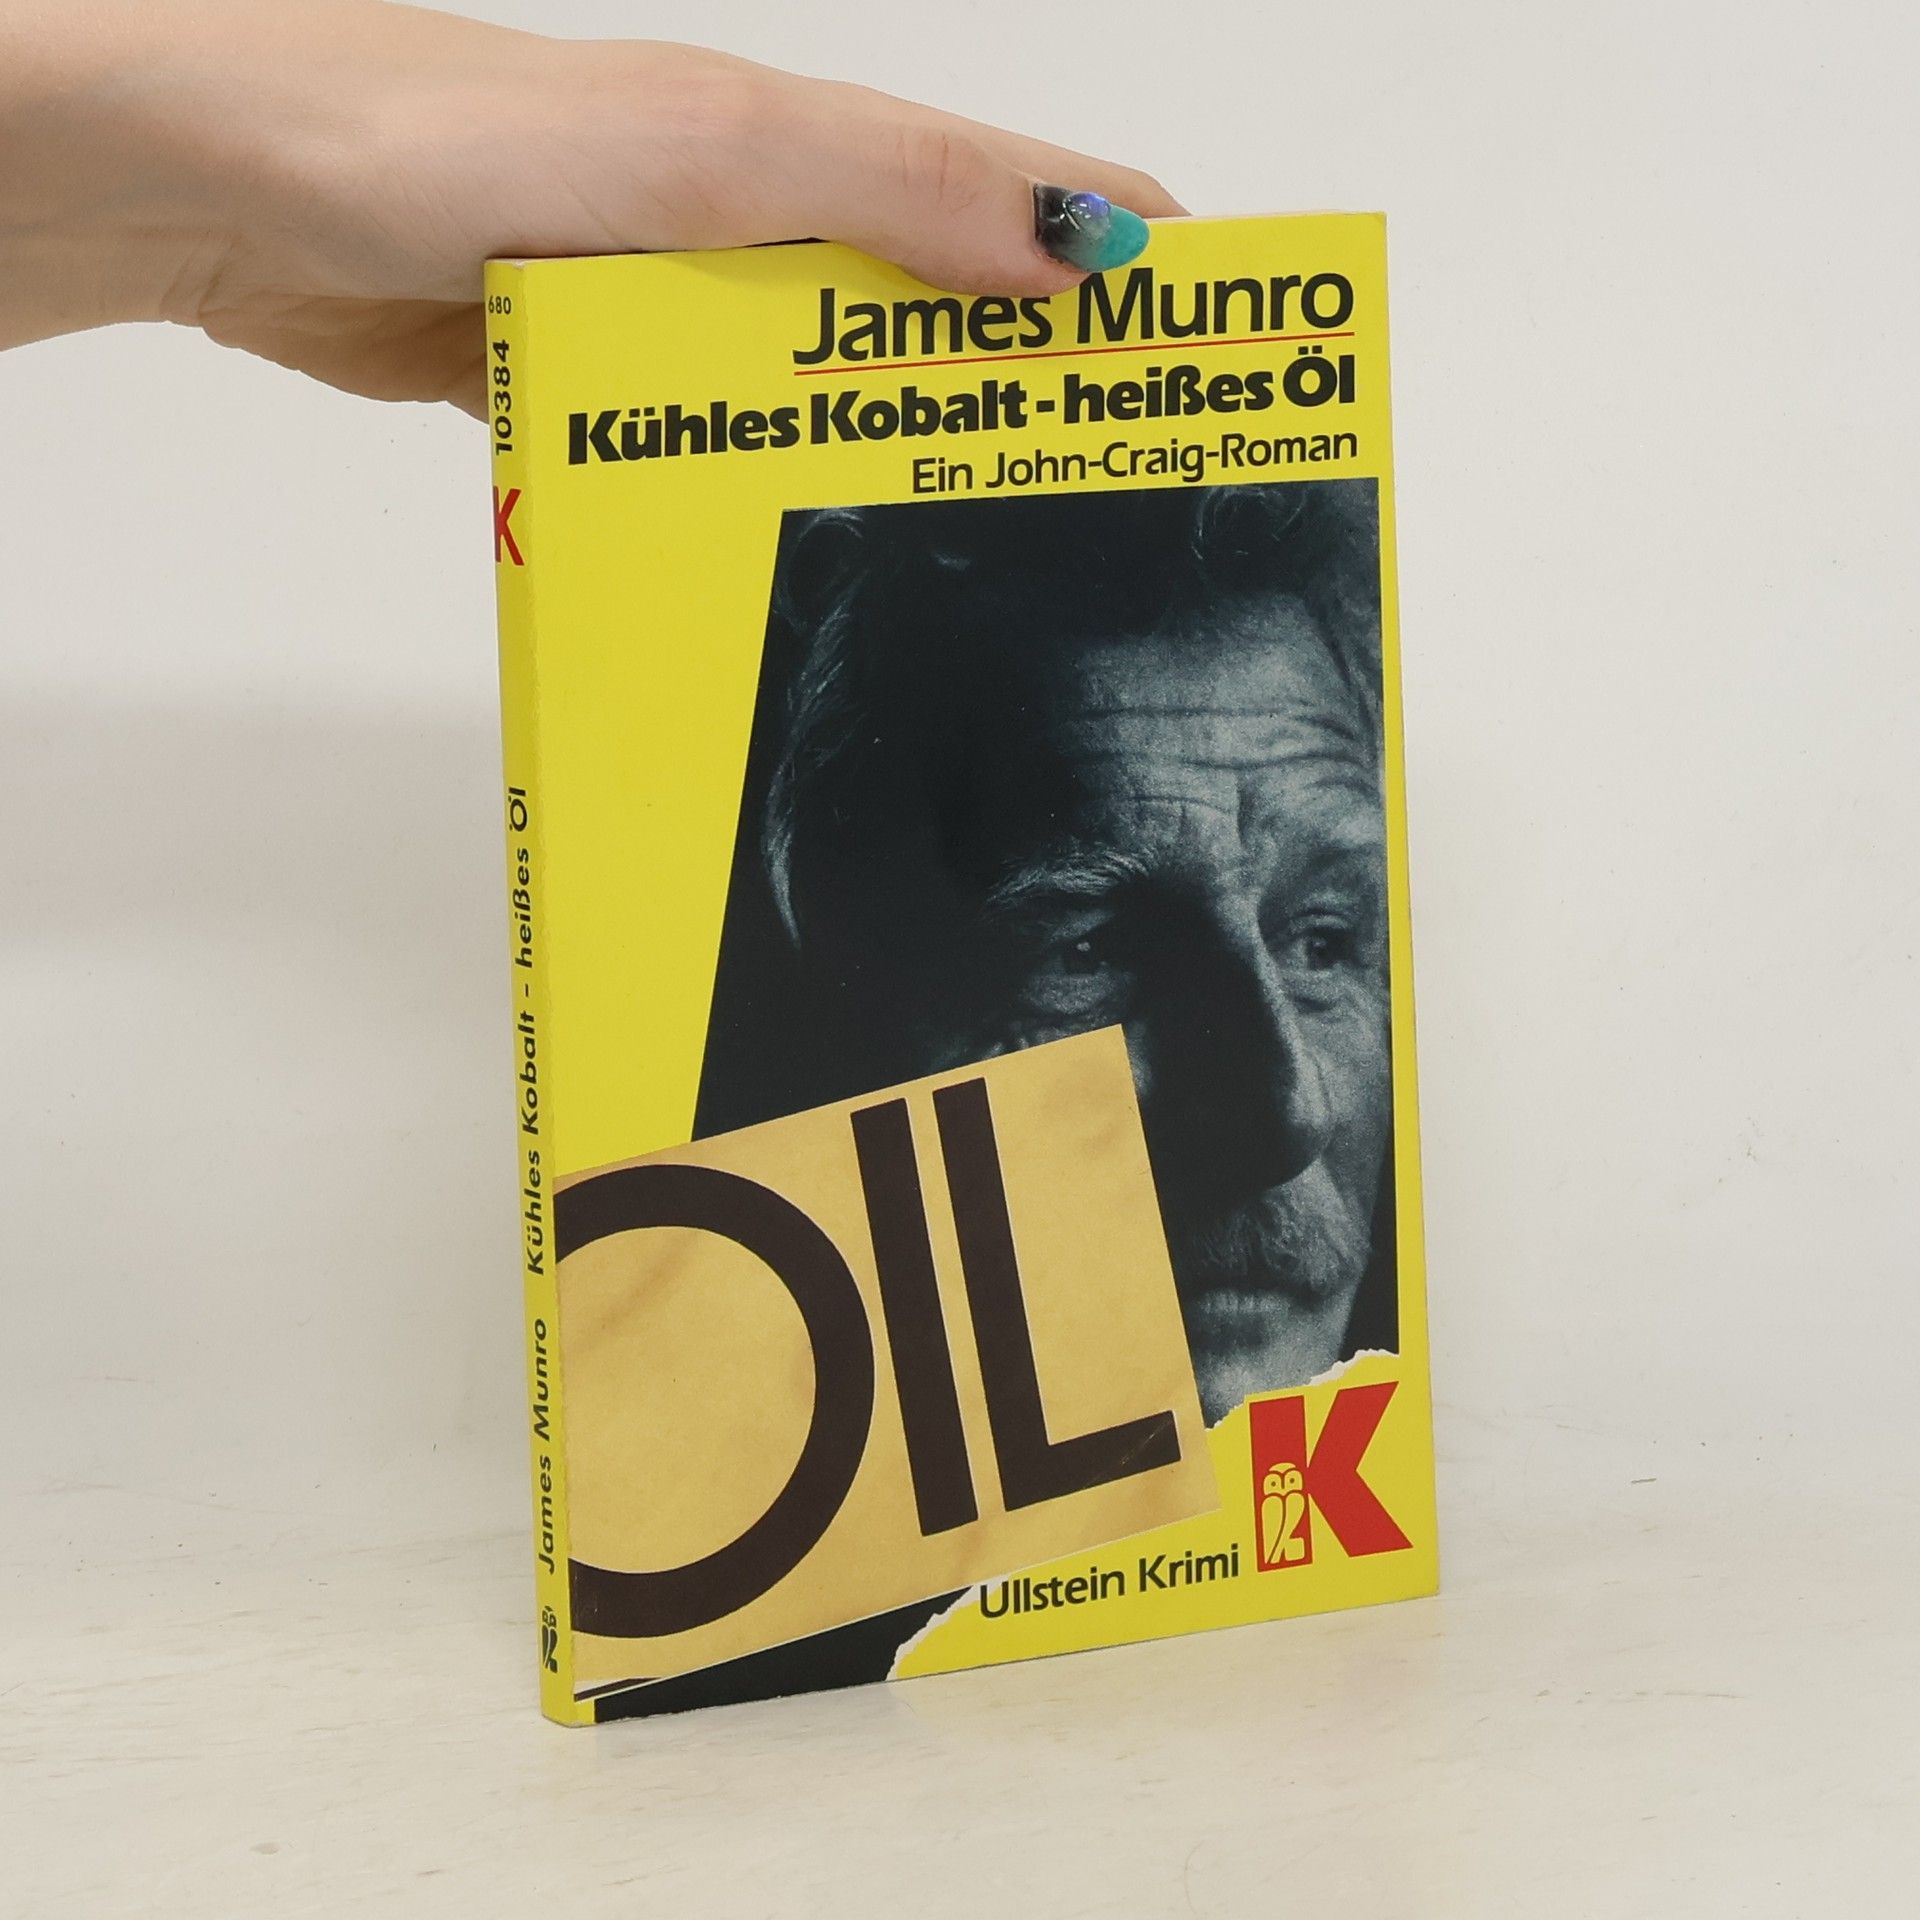 James Munro
Kühles Kobalt - heißes Öl
Ein John-Craig-Roman
OIL
Ullstein Krimi
K
680
10384
K
James Munro Kühles Kobalt - heißes Öl